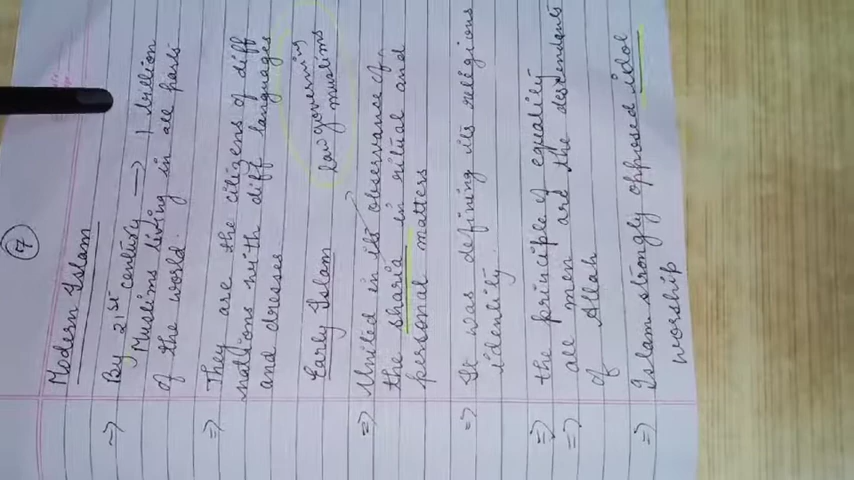 7
Modern Islam
=> By 21st century → 1 billion
Muslims living in all parts
of the world.
=> They are the citizens of diff
nations with diff languages
and dresses
Early Islam
law governing
muslims
=> United in its observance of
the sharia in ritual and
personal matters
=> It was defining its religious
identity.
=> the principle of equality
=> all men are the descendants
of Allah
=> Islam strongly opposed idol
worship